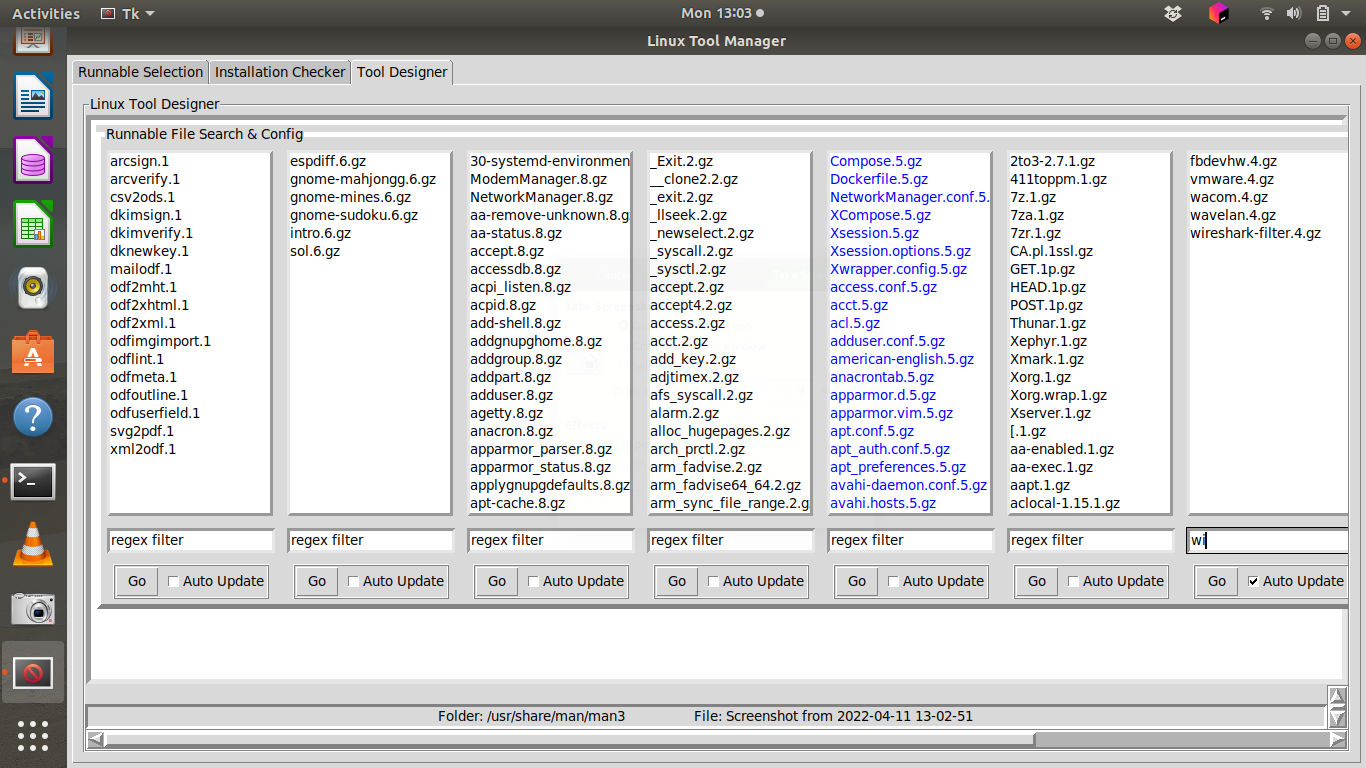 Activities
Tk
Mon 13:03
Linux Tool Manager
Runnable Selection
Installation Checker
Tool Designer
Linux Tool Designer
Runnable File Search & Config
arcsign.1
arcverify.1
csv2ods.1
dkimsign.1
dkimverify.1
dknewkey.1
mailodf.1
odf2mht.1
odf2xhtml.1
odf2xml.1
odfimgimport.1
odflint.1
odfmeta.1
odfoutline.1
odfuserfield.1
svg2pdf.1
xml2odf.1
regex filter
Go
Auto Update
espdiff.6.gz
gnome-mahjongg.6.gz
gnome-mines.6.gz
gnome-sudoku.6.gz
intro.6.gz
sol.6.gz
regex filter
Go
Auto Update
30-systemd-environmen
ModemManager.8.gz
NetworkManager.8.gz
aa-remove-unknown.8.g
aa-status.8.gz
accept.8.gz
accessdb.8.gz
acpi_listen.8.gz
acpid.8.gz
add-shell.8.gz
addgnupghome.8.gz
addgroup.8.gz
addpart.8.gz
adduser.8.gz
agetty.8.gz
anacron.8.gz
apparmor_parser.8.gz
apparmor_status.8.gz
applygnupgdefaults.8.gz
apt-cache.8.gz
regex filter
Go
Auto Update
_Exit.2.gz
__clone2.2.gz
_exit.2.gz
_llseek.2.gz
_newselect.2.gz
_syscall.2.gz
_sysctl.2.gz
accept.2.gz
accept4.2.gz
access.2.gz
acct.2.gz
add_key.2.gz
adjtimex.2.gz
afs_syscall.2.gz
alarm.2.gz
alloc_hugepages.2.gz
arch_prctl.2.gz
arm_fadvise.2.gz
arm_fadvise64_64.2.gz
arm_sync_file_range.2.g
regex filter
Go
Auto Update
Compose.5.gz
Dockerfile.5.gz
NetworkManager.conf.5.
XCompose.5.gz
Xsession.5.gz
Xsession.options.5.gz
Xwrapper.config.5.gz
access.conf.5.gz
acct.5.gz
acl.5.gz
adduser.conf.5.gz
american-english.5.gz
anacrontab.5.gz
apparmor.d.5.gz
apparmor.vim.5.gz
apt.conf.5.gz
apt_auth.conf.5.gz
apt_preferences.5.gz
avahi-daemon.conf.5.gz
avahi.hosts.5.gz
regex filter
Go
Auto Update
2to3-2.7.1.gz
411toppm.1.gz
7z.1.gz
7za.1.gz
7zr.1.gz
CA.pl.1ssl.gz
GET.1p.gz
HEAD.1p.gz
POST.1p.gz
Thunar.1.gz
Xephyr.1.gz
Xmark.1.gz
Xorg.1.gz
Xorg.wrap.1.gz
Xserver.1.gz
[.1.gz
aa-enabled.1.gz
aa-exec.1.gz
aapt.1.gz
aclocal-1.15.1.gz
regex filter
Go
Auto Update
fbdevhw.4.gz
vmware.4.gz
wacom.4.gz
wavelan.4.gz
wireshark-filter.4.gz
wi
Go
Auto Update
Folder: /usr/share/man/man3
File: Screenshot from 2022-04-11 13-02-51